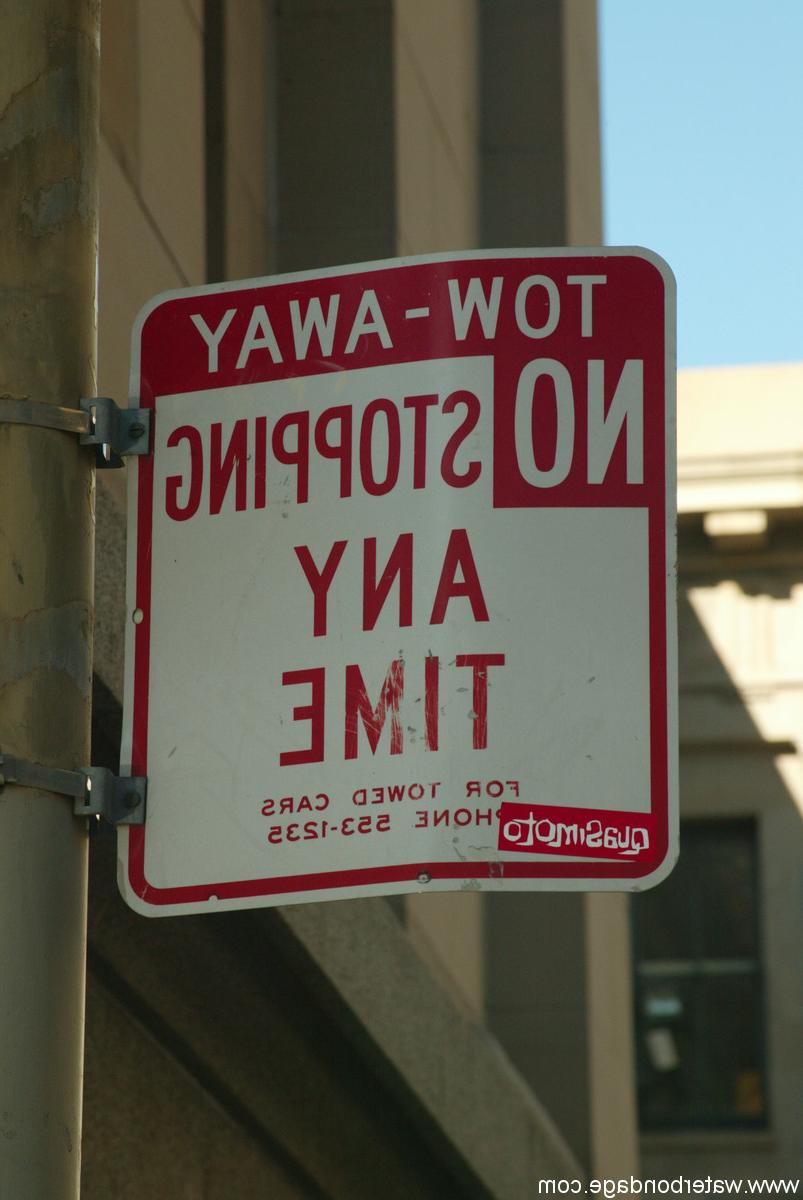 TOW-AWAY
NO STOPPING
ANY
TIME
FOR TOWED CARS
PHONE 553-1235
quasimoto
www.waterbondage.com